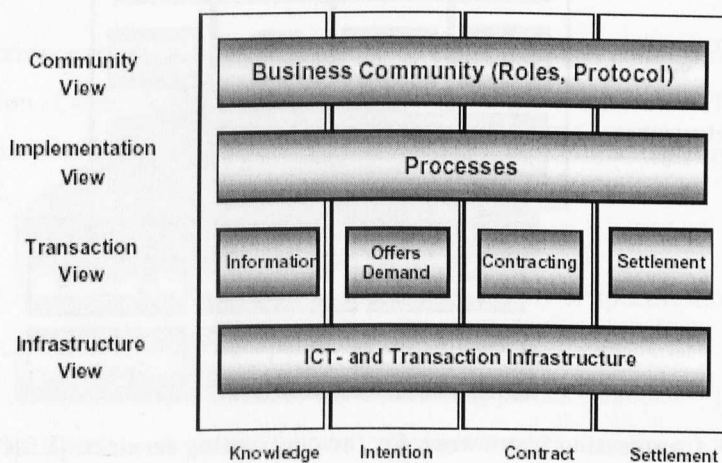 Community
View
Business Community (Roles, Protocol)
Implementation
View
Processes
Transaction
View
Information
Offers
Demand
Contracting
Settlement
Infrastructure
View
ICT- and Transaction Infrastructure
Knowledge
Intention
Contract
Settlement